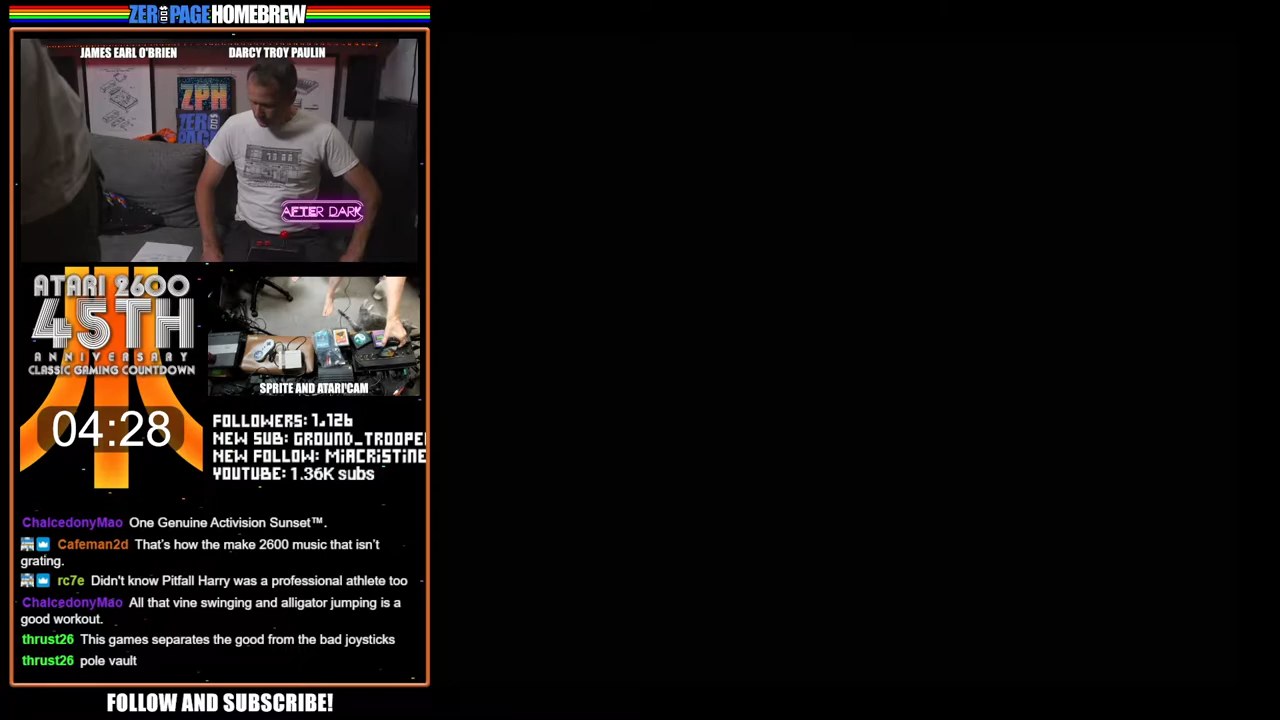 ZERO PAGE HOMEBREW
JAMES EARL O'BRIEN
DARCY TROY PAULIN
ZPH
ZERO
PAGE
AFTER DARK
ATARI 2600
45TH
ANNIVERSARY
CLASSIC GAMING COUNTDOWN
04:28
SPRITE AND ATARI CAM
FOLLOWERS: 1,126
NEW SUB: GROUND_TROOPER
NEW FOLLOW: MIACRISTINE
YOUTUBE: 1.36K subs
ChalcedonyMao One Genuine Activision Sunset™.
Cafeman2d That's how the make 2600 music that isn't
grating.
rc7e Didn't know Pitfall Harry was a professional athlete too
ChalcedonyMao All that vine swinging and alligator jumping is a
good workout.
thrust26 This games separates the good from the bad joysticks
thrust26 pole vault
FOLLOW AND SUBSCRIBE!